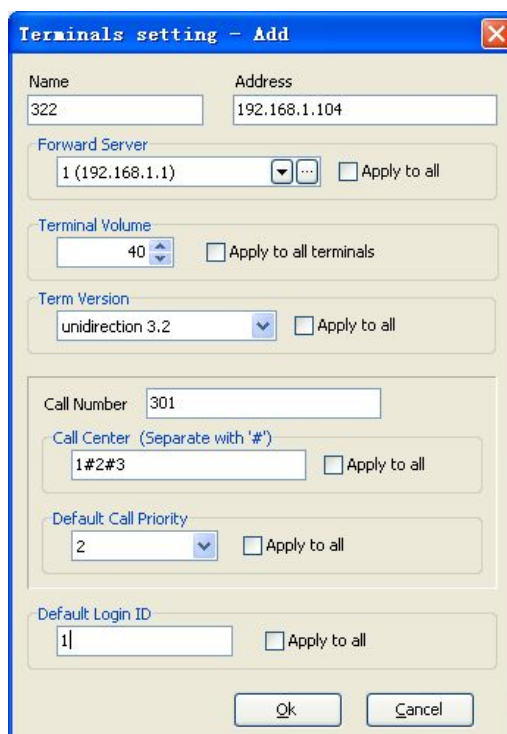 Terminals setting - Add
Name Address
322 192.168.1.104
Forward Server
1 (192.168.1.1) ... Apply to all
Terminal Volume
40 Apply to all terminals
Term Version
unidirection 3.2 Apply to all
Call Number 301
Call Center (Separate with '#')
1#2#3 Apply to all
Default Call Priority
2 Apply to all
Default Login ID
1 Apply to all
Ok Cancel